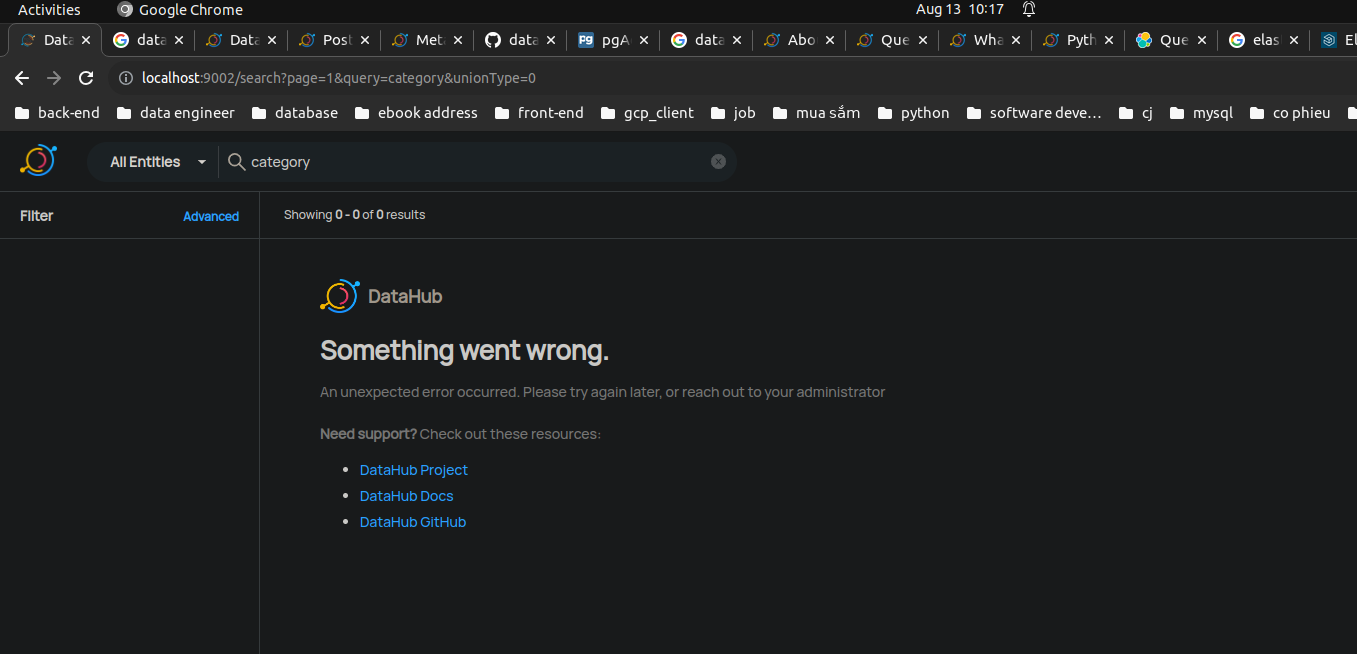 Activities Google Chrome Aug 13 10:17
Data data Data Post Met data pgA data Abo Que Wha Pyth Que elas El
localhost:9002/search?page=1&query=category&unionType=0
back-end data engineer database ebook address front-end gcp_client job mua sắm python software deve... cj mysql co phieu
All Entities category
Filter Advanced Showing 0 - 0 of 0 results
DataHub
Something went wrong.
An unexpected error occurred. Please try again later, or reach out to your administrator
Need support? Check out these resources:
• DataHub Project
• DataHub Docs
• DataHub GitHub